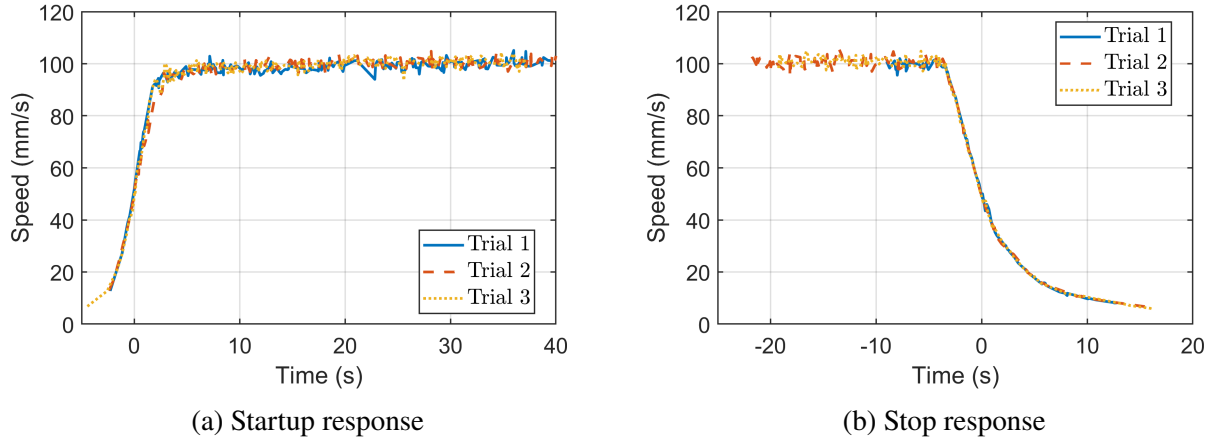 120
100
80
60
40
20
0
Speed (mm/s)
0 10 20 30 40
Time (s)
Trial 1
Trial 2
Trial 3
(a) Startup response
120
100
80
60
40
20
0
Speed (mm/s)
-20 -10 0 10 20
Time (s)
Trial 1
Trial 2
Trial 3
(b) Stop response